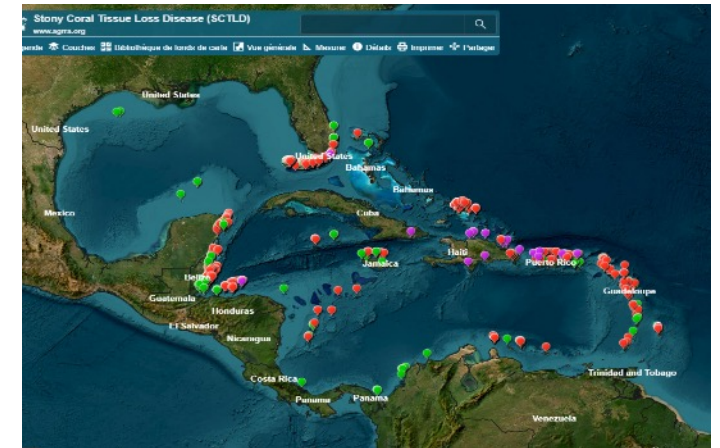 Stony Coral Tissue Loss Disease (SCTLD)
www.agrra.org
gende Couches Bibliothèque de fonds de carte Vue générale Mesurer Détails Imprimer Partager
United States
United States
United States
Bahamas
Bahamas
Mexico
Cuba
Haiti
Puerto Rico
Jamaica
Belize
Guadeloupe
Guatemala
Honduras
El Salvador
Nicaragua
Costa Rica
Panama
Panama
Trinidad and Tobago
Venezuela